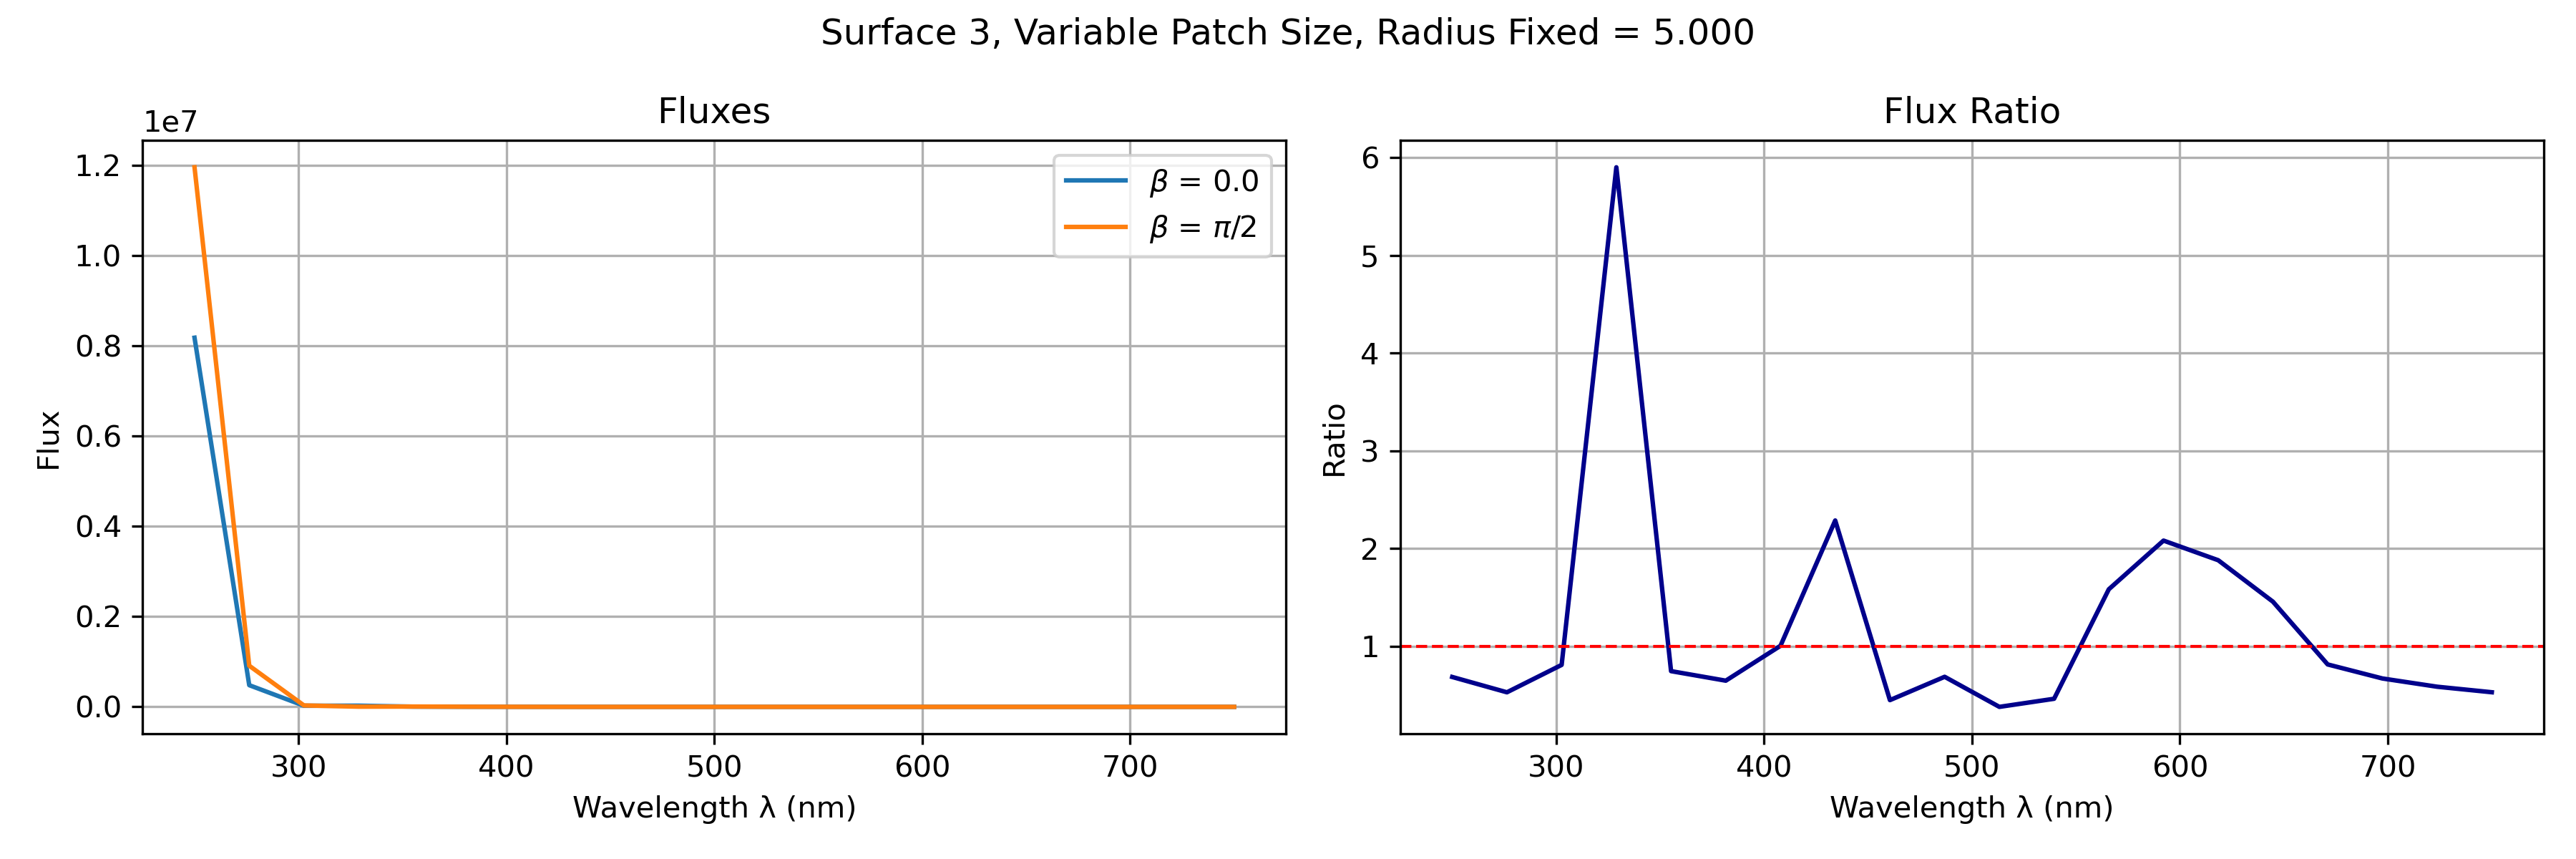 Surface 3, Variable Patch Size, Radius Fixed = 5.000
Fluxes
1e7
1.2
1.0
0.8
0.6
0.4
0.2
0.0
Flux
300 400 500 600 700
Wavelength λ (nm)
β = 0.0
β = π/2
Flux Ratio
6
5
4
3
2
1
Ratio
300 400 500 600 700
Wavelength λ (nm)